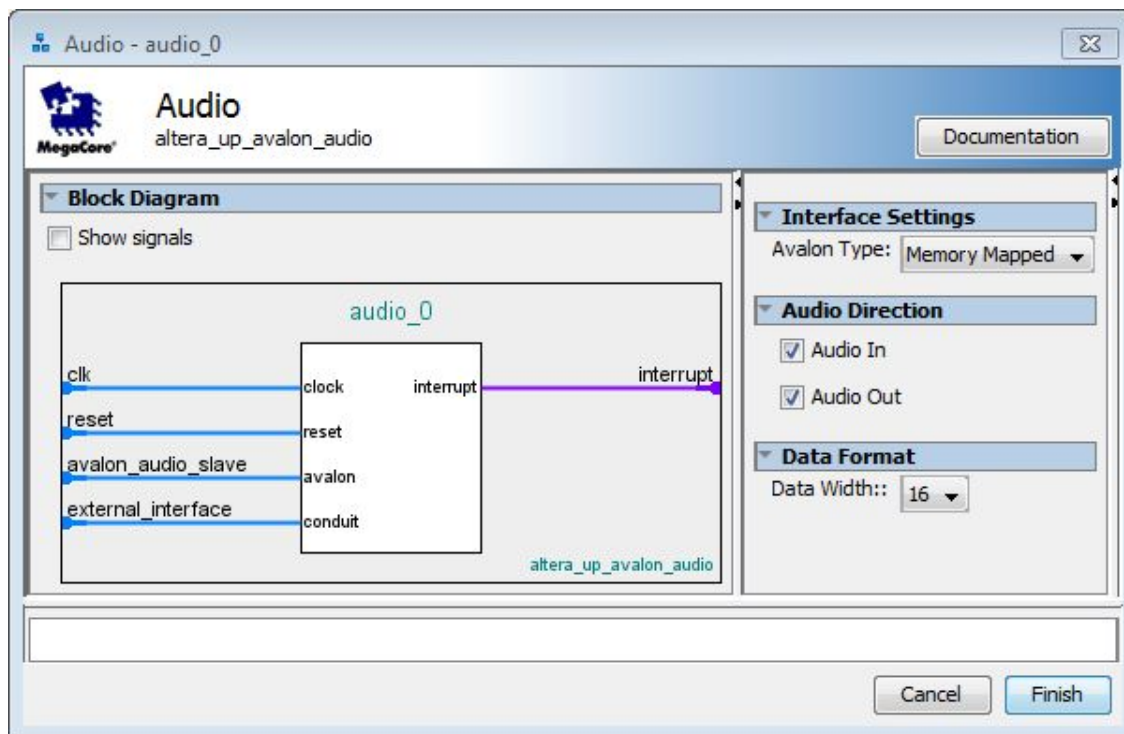 Audio - audio_0
Audio
altera_up_avalon_audio
MegaCore®
Documentation
Block Diagram
Show signals
audio_0
clk
clock
interrupt
interrupt
reset
reset
avalon_audio_slave
avalon
external_interface
conduit
altera_up_avalon_audio
Interface Settings
Avalon Type: Memory Mapped
Audio Direction
Audio In
Audio Out
Data Format
Data Width:: 16
Cancel
Finish